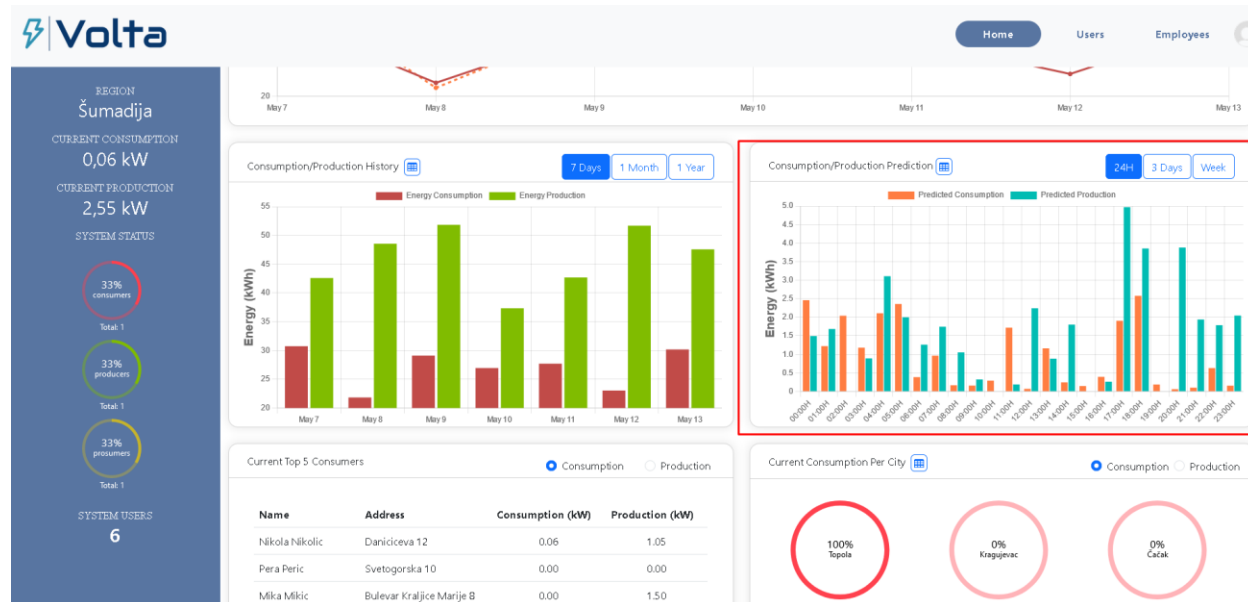 Volta
Home Users Employees
REGION
Šumadija
CURRENT CONSUMPTION
0,06 kW
CURRENT PRODUCTION
2,55 kW
SYSTEM STATUS
33%
consumers
Total: 1
33%
producers
Total: 1
33%
prosumers
Total: 1
SYSTEM USERS
6
20
May 7 May 8 May 9 May 10 May 11 May 12 May 13
Consumption/Production History 7 Days 1 Month 1 Year
Energy Consumption Energy Production
Energy (kWh)
55
50
45
40
35
30
25
20
May 7 May 8 May 9 May 10 May 11 May 12 May 13
Consumption/Production Prediction 24H 3 Days Week
Predicted Consumption Predicted Production
Energy (kWh)
5.0
4.5
4.0
3.5
3.0
2.5
2.0
1.5
1.0
0.5
0
00:00H 01:00H 02:00H 03:00H 04:00H 05:00H 06:00H 07:00H 08:00H 09:00H 10:00H 11:00H 12:00H 13:00H 14:00H 15:00H 16:00H 17:00H 18:00H 19:00H 20:00H 21:00H 22:00H 23:00H
Current Top 5 Consumers Consumption Production
Name Address Consumption (kW) Production (kW)
Nikola Nikolic Daniciceva 12 0.06 1.05
Pera Peric Svetogorska 10 0.00 0.00
Mika Mikic Bulevar Kraljice Marije 8 0.00 1.50
Current Consumption Per City Consumption Production
100%
Topola
0%
Kragujevac
0%
Čačak